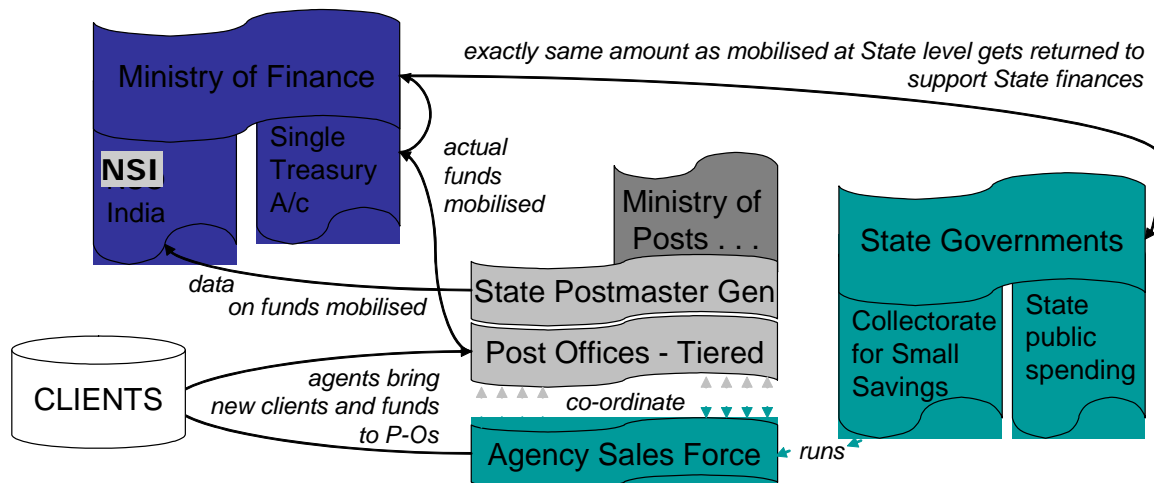 exactly same amount as mobilised at State level gets returned to
support State finances
Ministry of Finance
NSI
India
Single
Treasury
A/c
actual
funds
mobilised
Ministry of
Posts . . .
State Governments
data
on funds mobilised
State Postmaster Gen
Post Offices - Tiered
Collectorate
for Small
Savings
State
public
spending
CLIENTS
agents bring
new clients and funds
to P-Os
co-ordinate
Agency Sales Force
runs